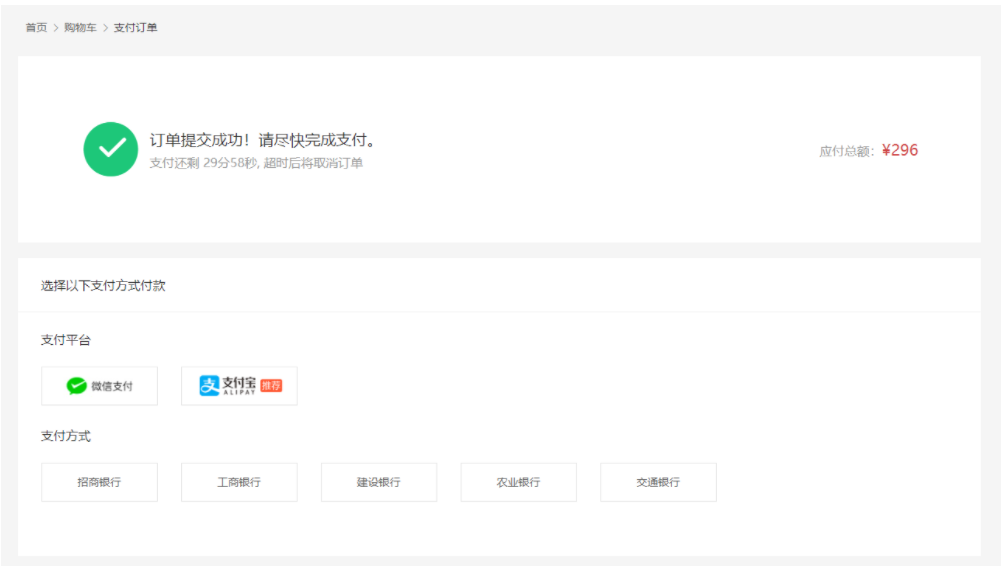 首页 > 购物车 > 支付订单
订单提交成功！请尽快完成支付。
支付还剩 29分58秒, 超时后将取消订单
应付总额：¥296
选择以下支付方式付款
支付平台
微信支付
支 支付宝 ALIPAY 推荐
支付方式
招商银行 工商银行 建设银行 农业银行 交通银行